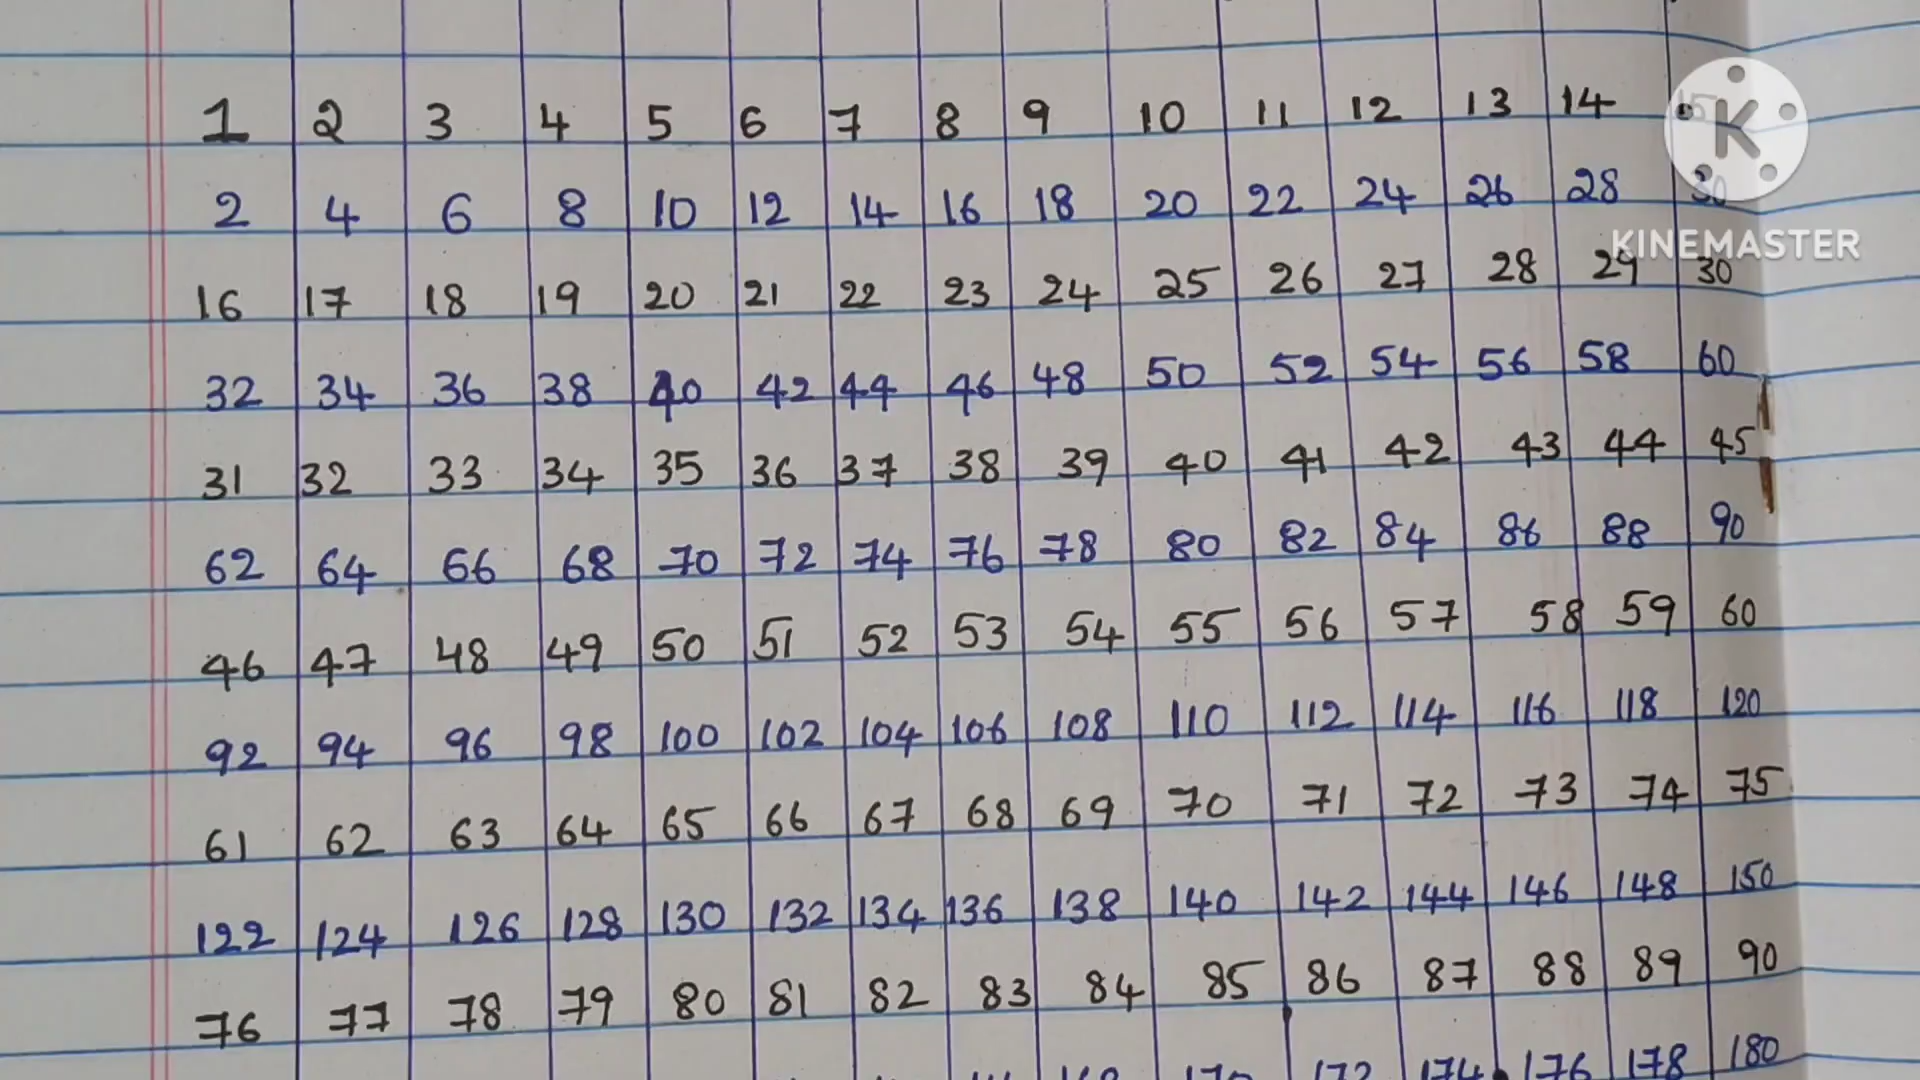 1 2 3 4 5 6 7 8 9 10 11 12 13 14 15
2 4 6 8 10 12 14 16 18 20 22 24 26 28 30
KINEMASTER
16 17 18 19 20 21 22 23 24 25 26 27 28 29 30
32 34 36 38 40 42 44 46 48 50 52 54 56 58 60
31 32 33 34 35 36 37 38 39 40 41 42 43 44 45
62 64 66 68 70 72 74 76 78 80 82 84 86 88 90
46 47 48 49 50 51 52 53 54 55 56 57 58 59 60
92 94 96 98 100 102 104 106 108 110 112 114 116 118 120
61 62 63 64 65 66 67 68 69 70 71 72 73 74 75
122 124 126 128 130 132 134 136 138 140 142 144 146 148 150
76 77 78 79 80 81 82 83 84 85 86 87 88 89 90
172 174 176 178 180